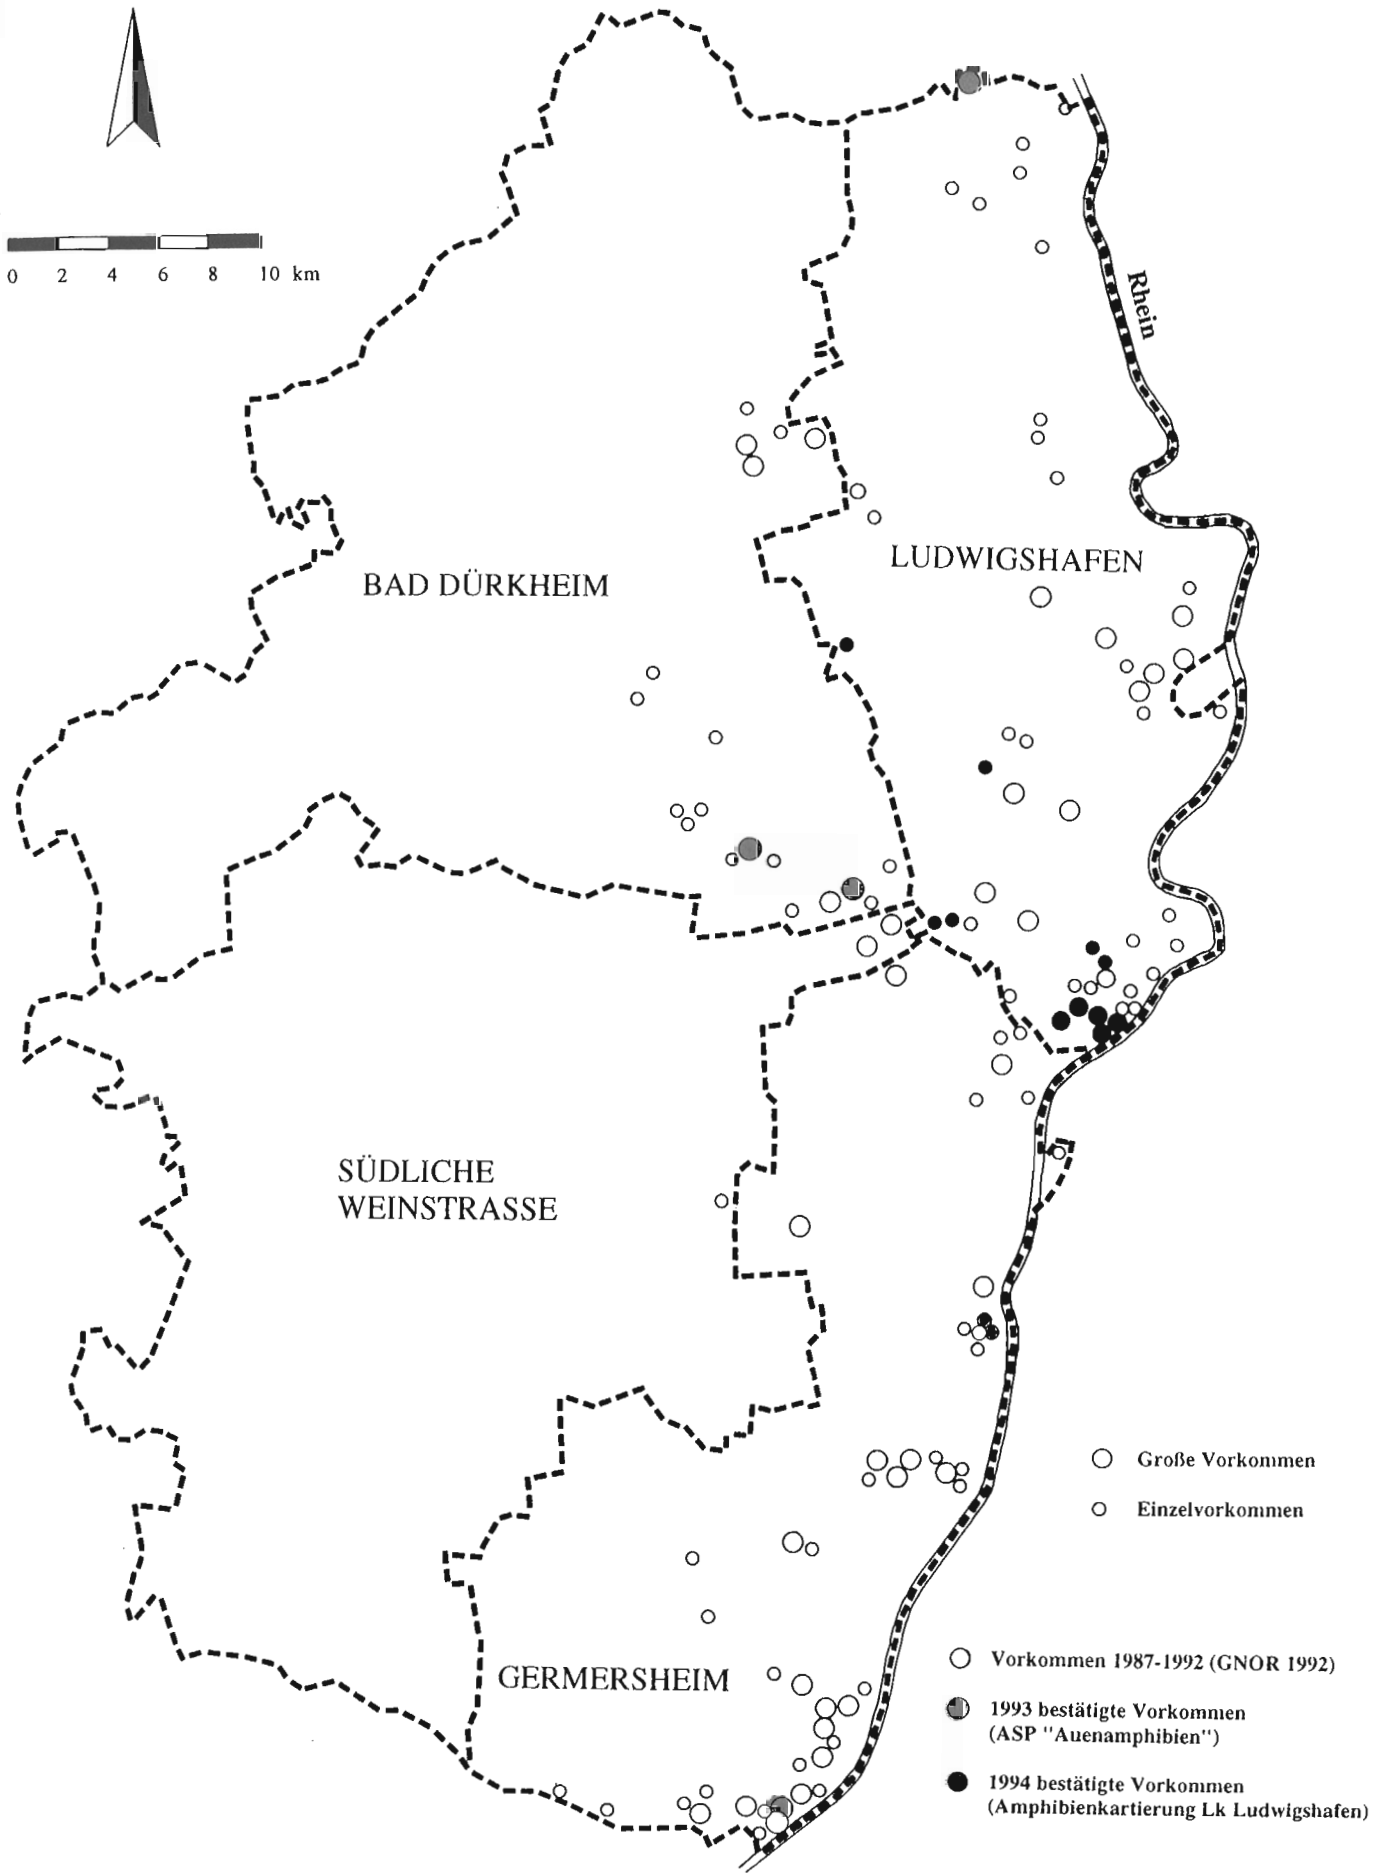 0 2 4 6 8 10 km
Rhein
LUDWIGSHAFEN
BAD DÜRKHEIM
SÜDLICHE
WEINSTRASSE
Große Vorkommen
Einzelvorkommen
GERMERSHEIM
Vorkommen 1987-1992 (GNOR 1992)
1993 bestätigte Vorkommen
(ASP "Auenamphibien")
1994 bestätigte Vorkommen
(Amphibienkartierung Lk Ludwigshafen)